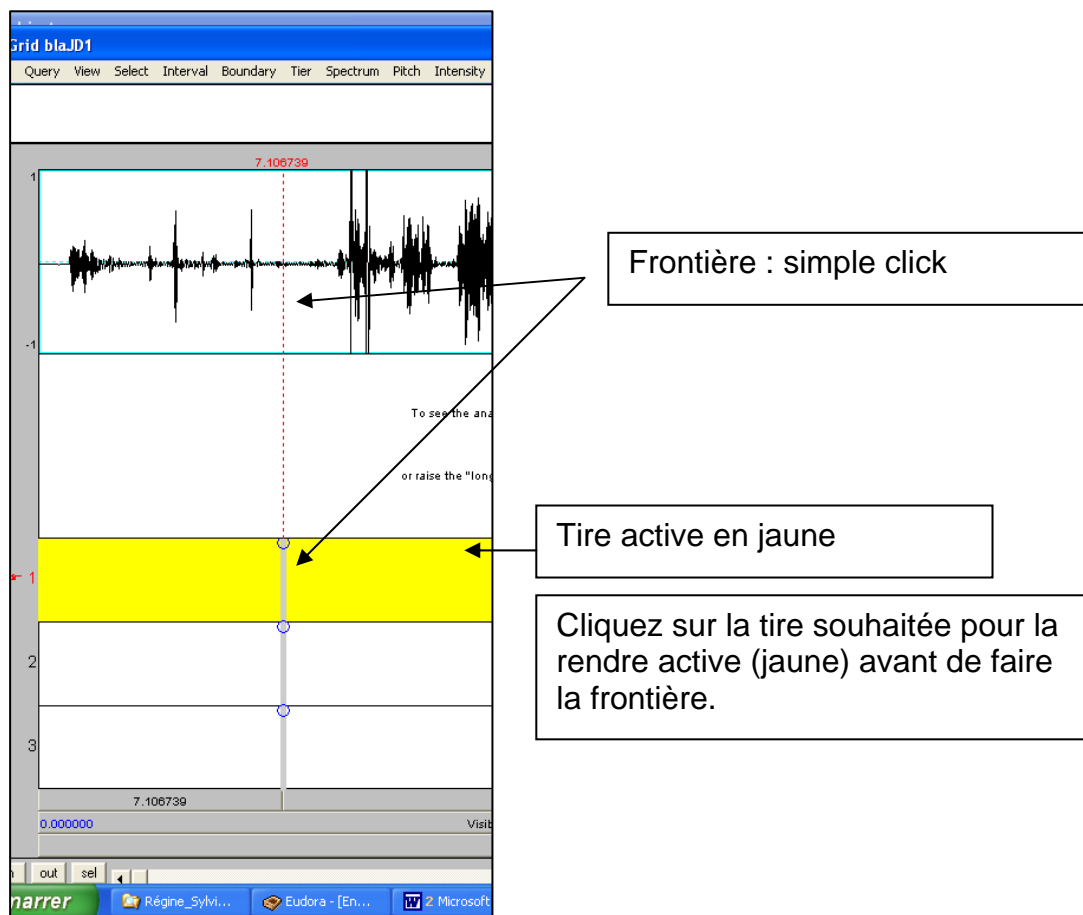 Grid blaJD1
Query View Select Interval Boundary Tier Spectrum Pitch Intensity
7.106739
1
-1
Frontière : simple click
To see the ana
or raise the "long
Tire active en jaune
1
Cliquez sur la tire souhaitée pour la
rendre active (jaune) avant de faire
la frontière.
2
3
7.106739
0.000000 Visib
out sel
marrer Régine_Sylvi... Eudora - [En... 2 Microsoft